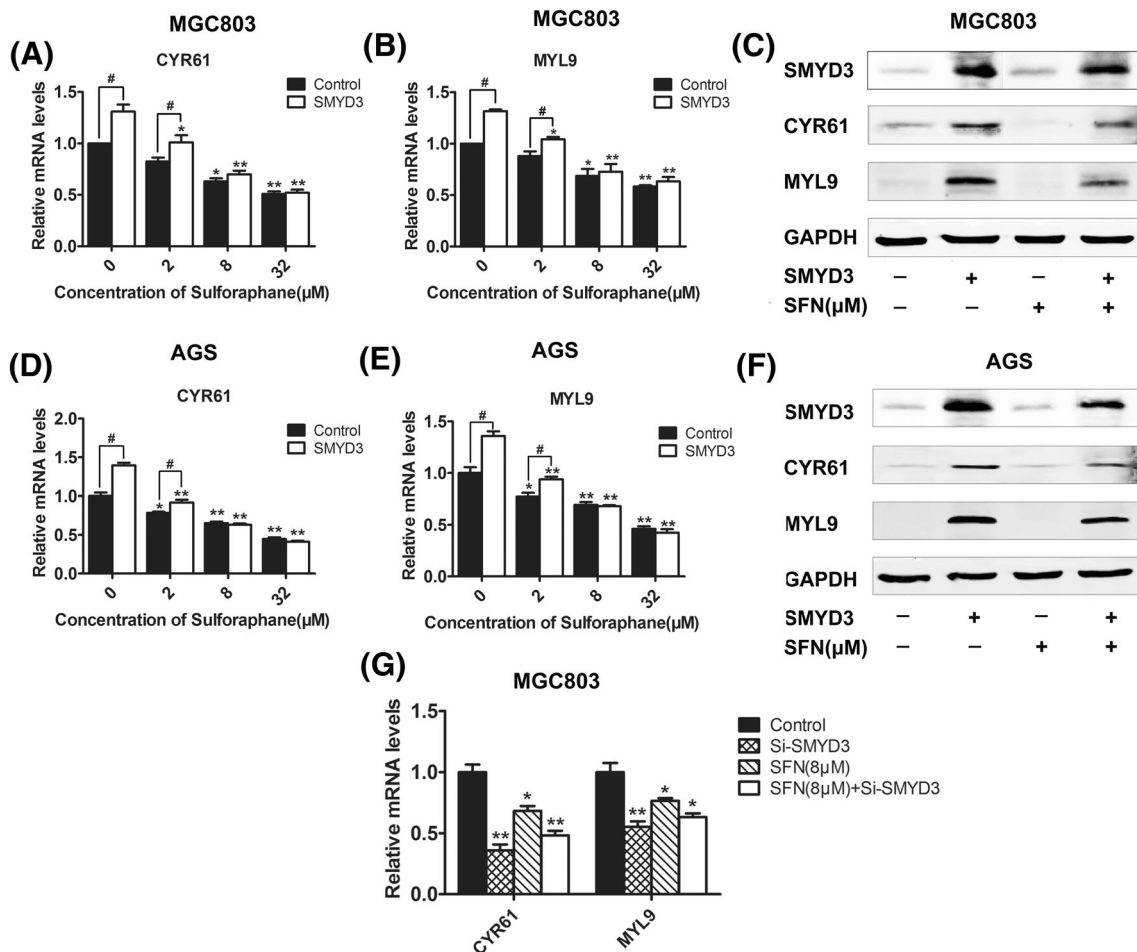 MGC803
(A)
CYR61
#
#
*
*
**
**
**
Control
SMYD3
Relative mRNA levels
1.5
1.0
0.5
0.0
0
2
8
32
Concentration of Sulforaphane(µM)
MGC803
(B)
MYL9
#
#
*
*
**
**
**
Control
SMYD3
Relative mRNA levels
1.5
1.0
0.5
0.0
0
2
8
32
Concentration of Sulforaphane(µM)
(C)
MGC803
SMYD3
CYR61
MYL9
GAPDH
SMYD3 – + – +
SFN(µM) – – + +
(D)
AGS
CYR61
#
#
*
**
**
**
**
**
Control
SMYD3
Relative mRNA levels
2.0
1.5
1.0
0.5
0.0
0
2
8
32
Concentration of Sulforaphane(µM)
(E)
AGS
MYL9
#
#
*
**
**
**
**
**
Control
SMYD3
Relative mRNA levels
1.5
1.0
0.5
0.0
0
2
8
32
Concentration of Sulforaphane(µM)
(F)
AGS
SMYD3
CYR61
MYL9
GAPDH
SMYD3 – + – +
SFN(µM) – – + +
(G)
MGC803
Relative mRNA levels
1.5
1.0
0.5
0.0
**
*
**
**
*
*
CYR61
MYL9
Control
Si-SMYD3
SFN(8µM)
SFN(8µM)+Si-SMYD3